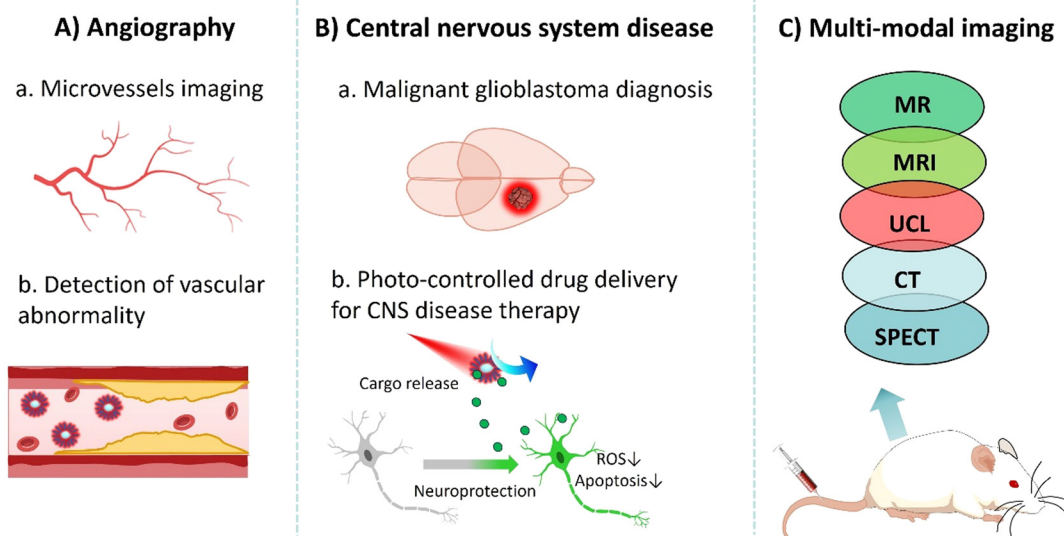 A) Angiography
a. Microvessels imaging
b. Detection of vascular
abnormality
B) Central nervous system disease
a. Malignant glioblastoma diagnosis
b. Photo-controlled drug delivery
for CNS disease therapy
Cargo release
Neuroprotection
ROS↓
Apoptosis↓
C) Multi-modal imaging
MR
MRI
UCL
CT
SPECT